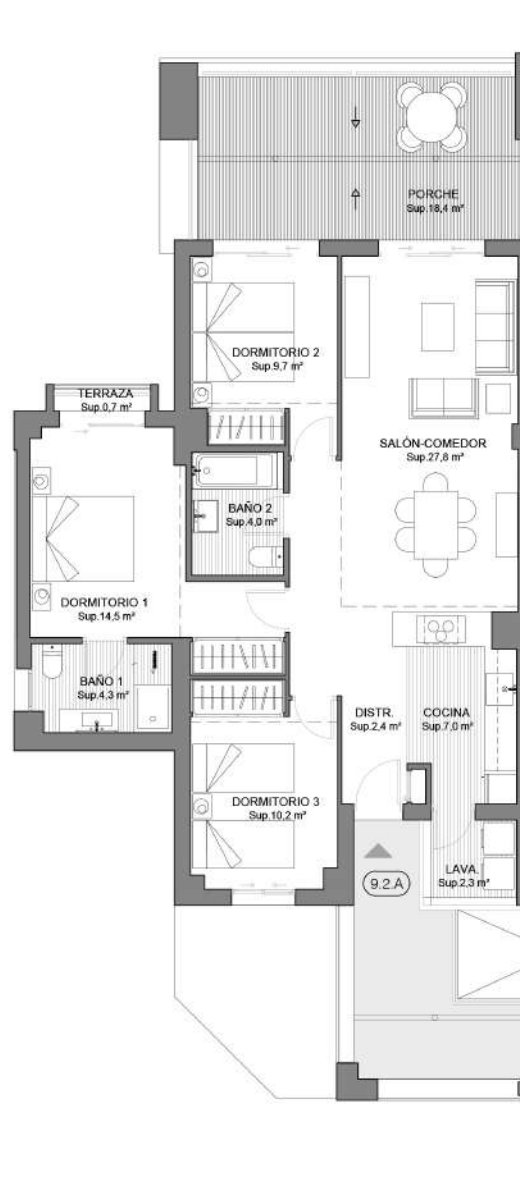 PORCHE
Sup.18,4 m²
DORMITORIO 2
Sup.9,7 m²
TERRAZA
Sup.0,7 m²
SALÓN-COMEDOR
Sup.27,8 m²
BAÑO 2
Sup.4,0 m²
DORMITORIO 1
Sup.14,5 m²
BAÑO 1
Sup.4,3 m²
DISTR.
Sup.2,4 m²
COCINA
Sup.7,0 m²
DORMITORIO 3
Sup.10,2 m²
LAVA.
Sup.2,3 m²
9.2.A